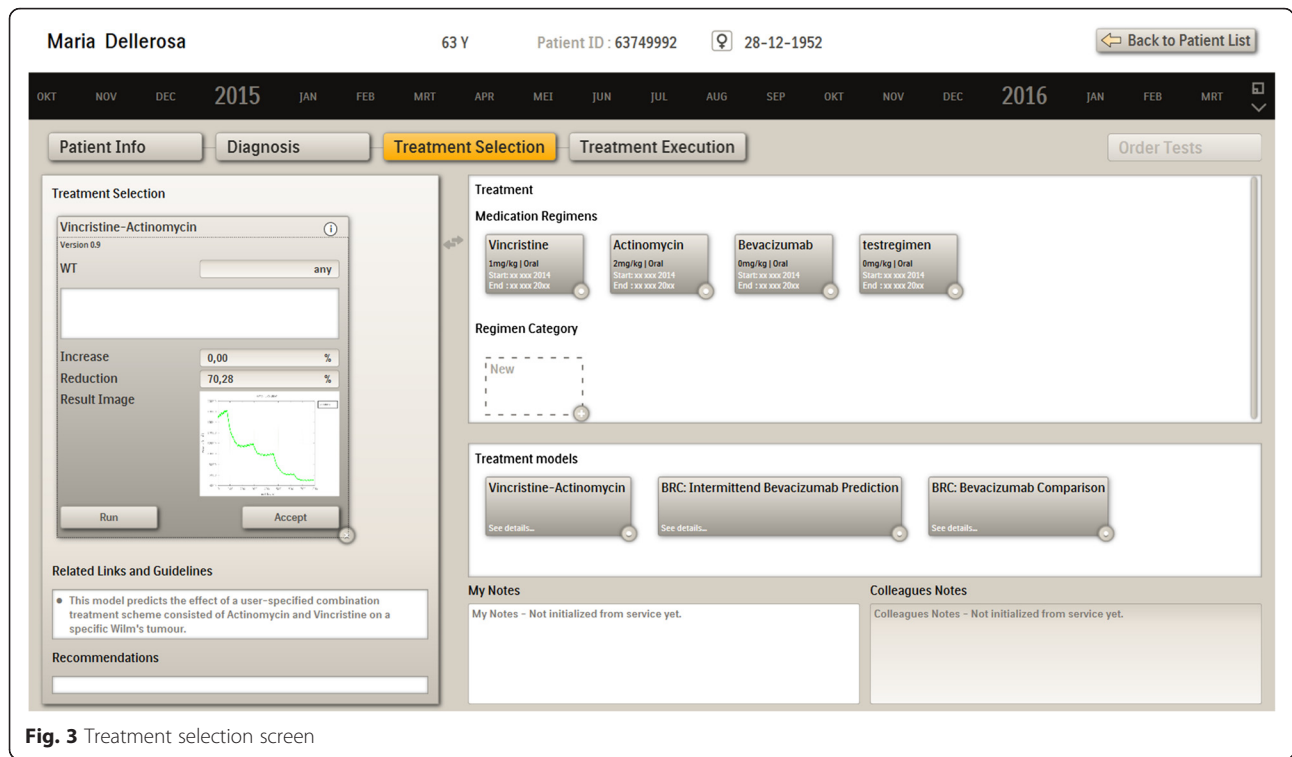 Maria Dellerosa 63 Y Patient ID : 63749992 28-12-1952 Back to Patient List
OKT NOV DEC 2015 JAN FEB MRT APR MEI JUN JUL AUG SEP OKT NOV DEC 2016 JAN FEB MRT
Patient Info Diagnosis Treatment Selection Treatment Execution Order Tests
Treatment Selection
Vincristine-Actinomycin
Version 0.9
WT any
Increase 0,00 %
Reduction 70,28 %
Result Image
Run Accept
Related Links and Guidelines
• This model predicts the effect of a user-specified combination
treatment scheme consisted of Actinomycin and Vincristine on a
specific Wilm's tumour.
Recommendations
Treatment
Medication Regimens
Vincristine
1mg/kg | Oral
Start: xx xxx 2014
End : xx xxx 20xx
Actinomycin
2mg/kg | Oral
Start: xx xxx 2014
End : xx xxx 20xx
Bevacizumab
0mg/kg | Oral
Start: xx xxx 2014
End : xx xxx 20xx
testregimen
0mg/kg | Oral
Start: xx xxx 2014
End : xx xxx 20xx
Regimen Category
New
Treatment models
Vincristine-Actinomycin
See details...
BRC: Intermittend Bevacizumab Prediction
See details...
BRC: Bevacizumab Comparison
See details...
My Notes
My Notes - Not initialized from service yet.
Colleagues Notes
Colleagues Notes - Not initialized from service yet.
Fig. 3 Treatment selection screen